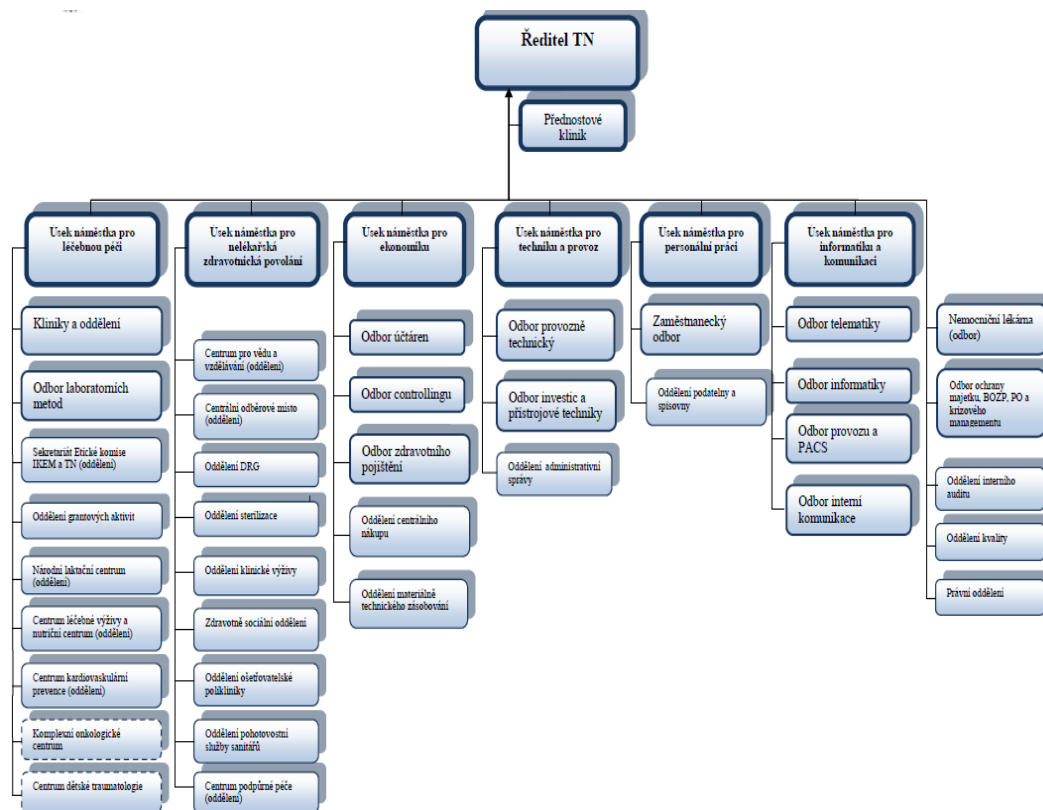 Ředitel TN
Přednostové
klinik
Úsek náměstka pro
léčebnou péči
Kliniky a oddělení
Odbor laboratorních
metod
Sekretariát Etické komise
IKEM a TN (oddělení)
Oddělení grantových aktivit
Národní laktační centrum
(oddělení)
Centrum léčebné výživy a
nutriční centrum (oddělení)
Centrum kardiovaskulární
prevence (oddělení)
Komplexní onkologické
centrum
Centrum dětské traumatologie
Úsek náměstka pro
nelékařská
zdravotnická povolání
Centrum pro vědu a
vzdělávání (oddělení)
Centrální odběrové místo
(oddělení)
Oddělení DRG
Oddělení sterilizace
Oddělení klinické výživy
Zdravotně sociální oddělení
Oddělení ošetřovatelské
polikliniky
Oddělení pohotovostní
služby sanitářů
Centrum podpůrné péče
(oddělení)
Úsek náměstka pro
ekonomiku
Odbor účtáren
Odbor controllingu
Odbor zdravotního
pojištění
Oddělení centrálního
nákupu
Oddělení materiálně
technického zásobování
Úsek náměstka pro
techniku a provoz
Odbor provozně
technický
Odbor investic a
přístrojové techniky
Oddělení administrativní
správy
Úsek náměstka pro
personální práci
Zaměstnanecký
odbor
Oddělení podatelny a
spisovny
Úsek náměstka pro
informatiku a
komunikaci
Odbor telematiky
Odbor informatiky
Odbor provozu a
PACS
Odbor interní
komunikace
Nemocniční lékárna
(odbor)
Odbor ochrany
majetku, BOZP, PO a
krizového
managementu
Oddělení interního
auditu
Oddělení kvality
Právní oddělení